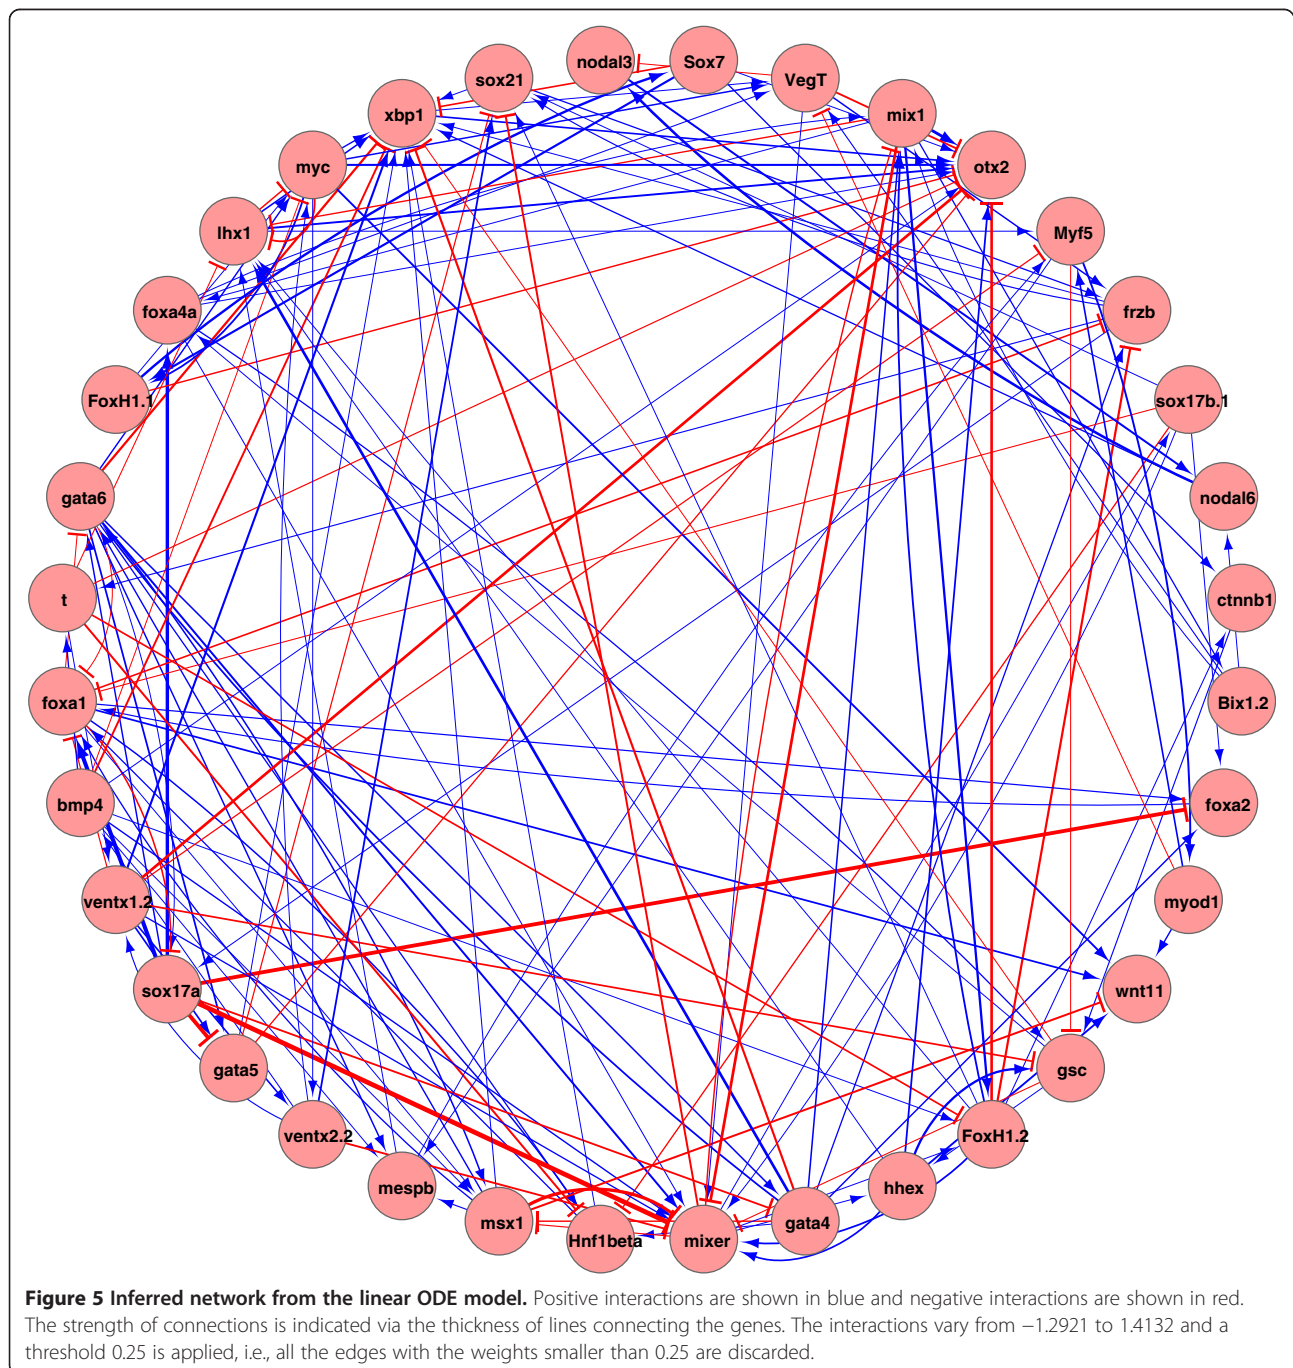 nodal3
Sox7
sox21
VegT
xbp1
mix1
myc
otx2
lhx1
Myf5
foxa4a
frzb
FoxH1.1
sox17b.1
gata6
nodal6
t
ctnnb1
foxa1
Bix1.2
bmp4
foxa2
ventx1.2
myod1
sox17a
wnt11
gata5
gsc
ventx2.2
FoxH1.2
mespb
hhex
msx1
gata4
Hnf1beta
mixer
Figure 5 Inferred network from the linear ODE model. Positive interactions are shown in blue and negative interactions are shown in red.
The strength of connections is indicated via the thickness of lines connecting the genes. The interactions vary from −1.2921 to 1.4132 and a
threshold 0.25 is applied, i.e., all the edges with the weights smaller than 0.25 are discarded.